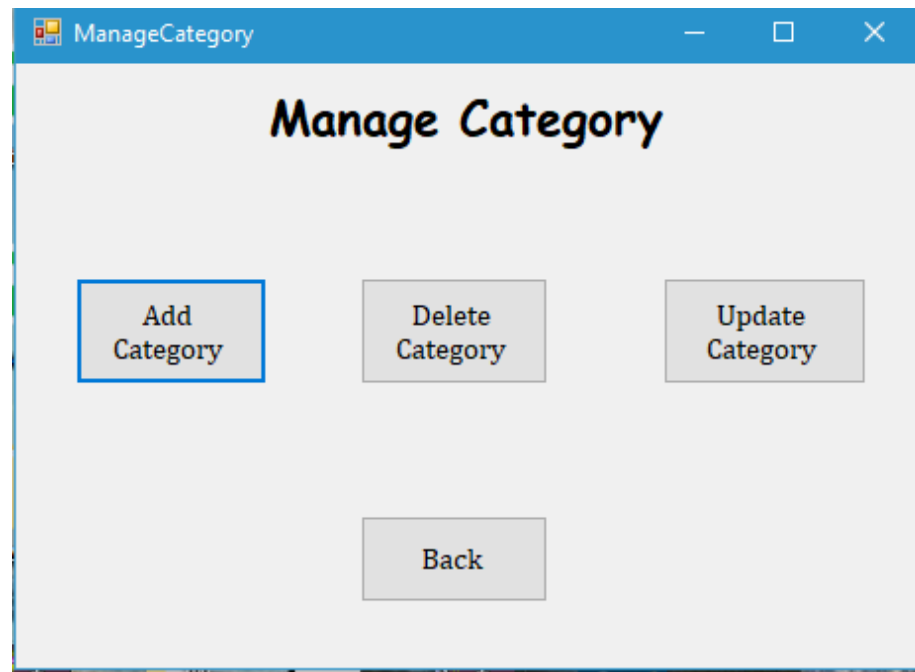 ManageCategory
Manage Category
Add
Category
Delete
Category
Update
Category
Back